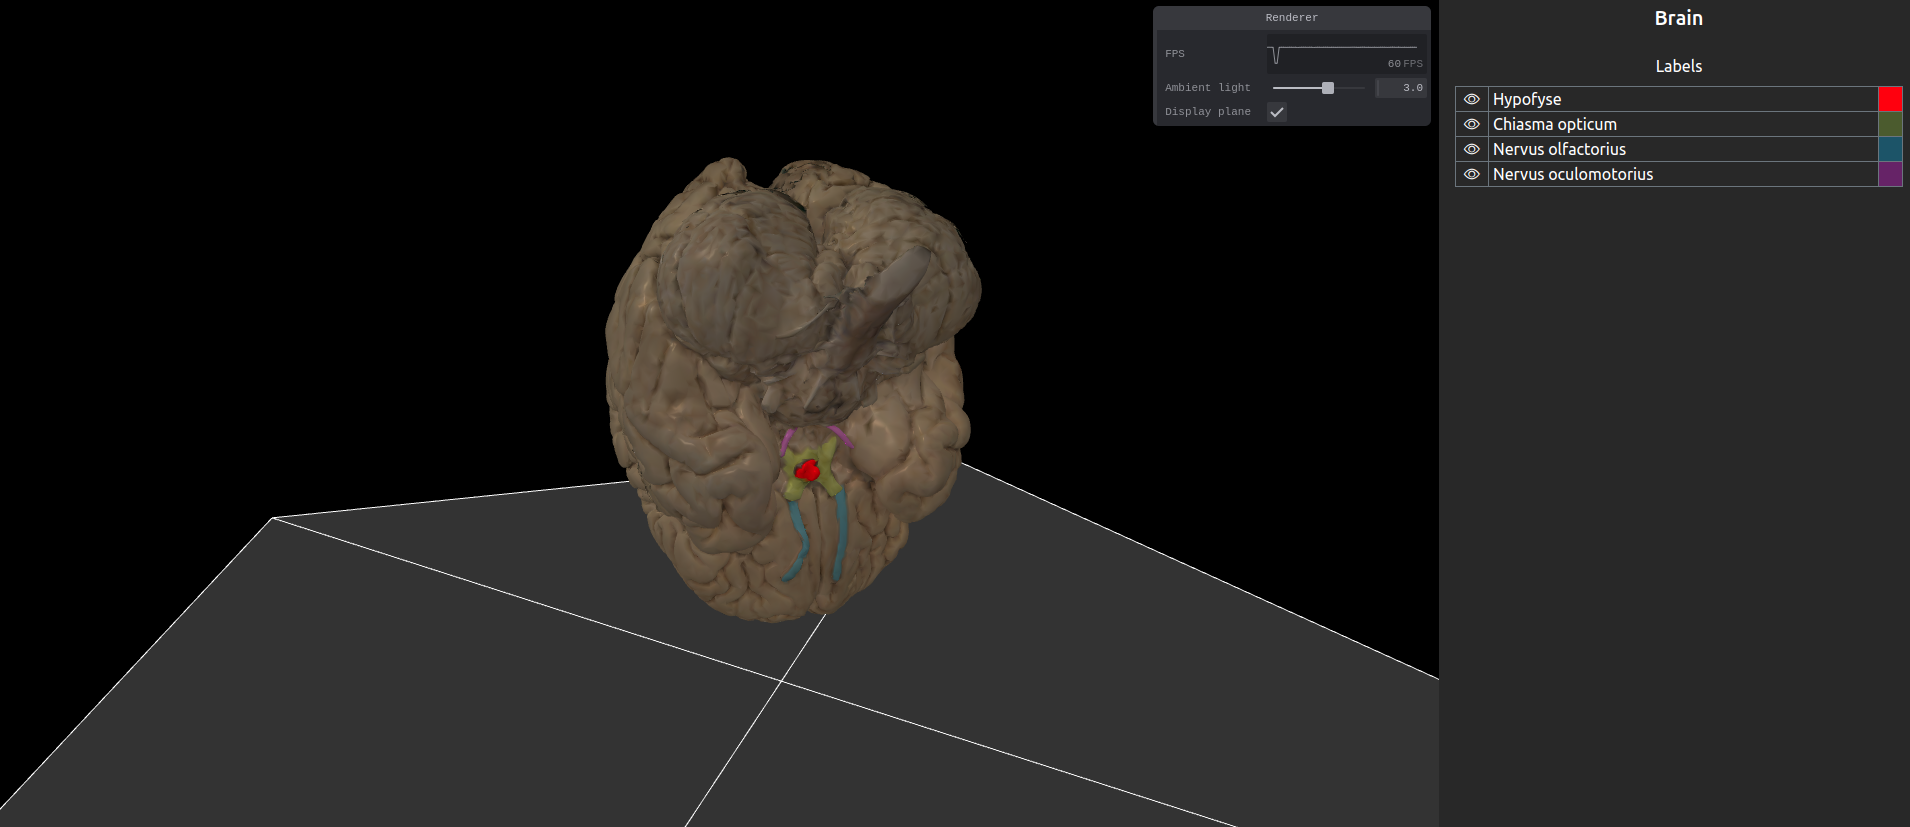 Renderer
FPS
60 FPS
Ambient light 3.0
Display plane
Brain
Labels
Hypofyse
Chiasma opticum
Nervus olfactorius
Nervus oculomotorius